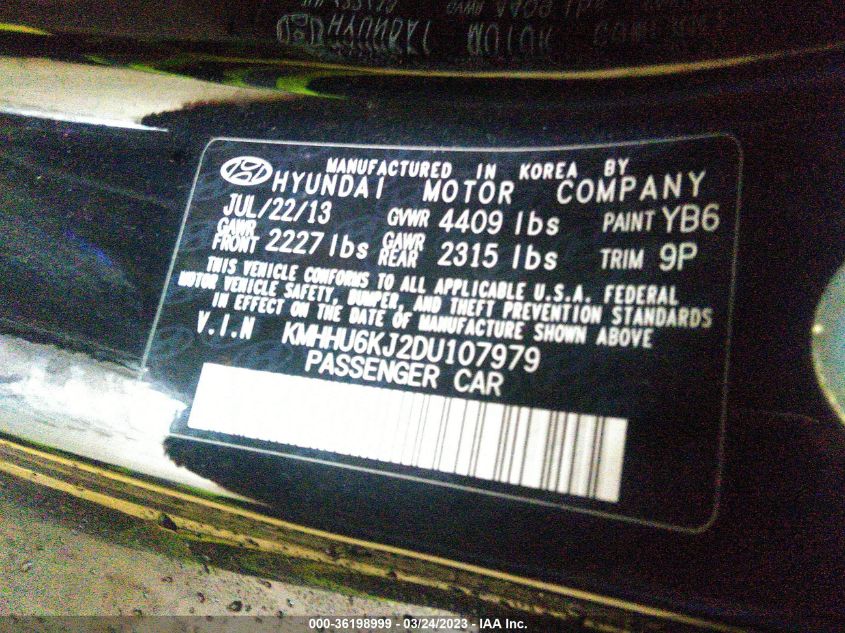 MANUFACTURED IN KOREA BY
HYUNDAI MOTOR COMPANY
JUL/22/13 GVWR 4409 lbs PAINT YB6
GAWR FRONT 2227 lbs GAWR REAR 2315 lbs TRIM 9P
THIS VEHICLE CONFORMS TO ALL APPLICABLE U.S.A. FEDERAL
MOTOR VEHICLE SAFETY, BUMPER, AND THEFT PREVENTION STANDARDS
IN EFFECT ON THE DATE OF MANUFACTURE SHOWN ABOVE
V.I.N KMHHU6KJ2DU107979
PASSENGER CAR
000-36198999 - 03/24/2023 - IAA Inc.